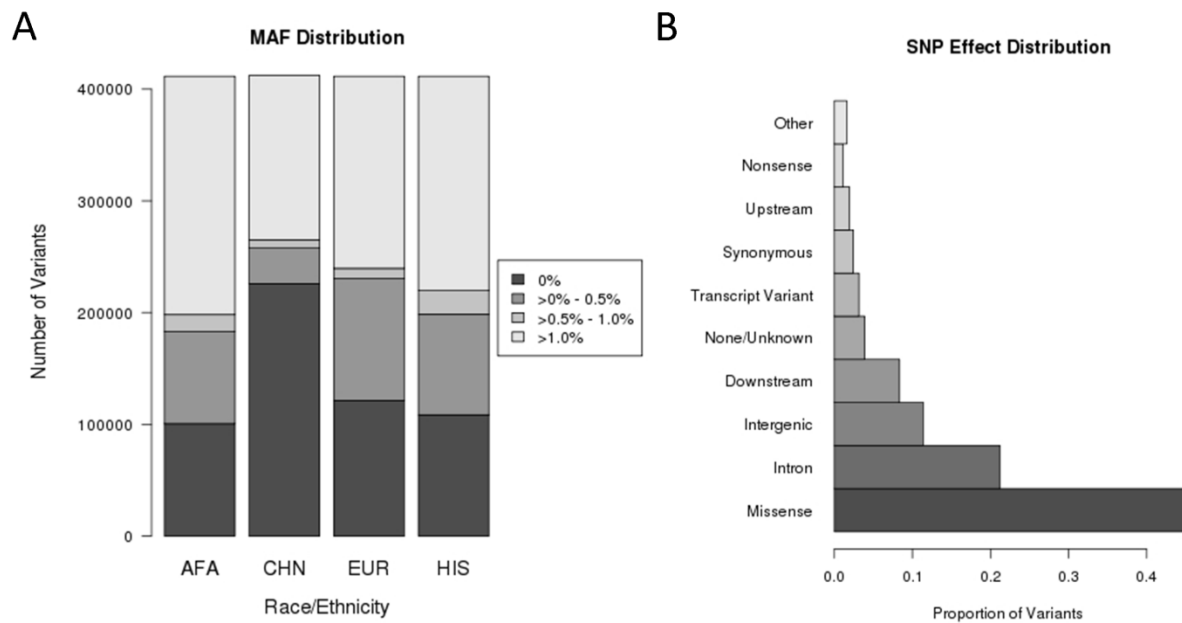 A
MAF Distribution
Number of Variants
400000
300000
200000
100000
0
AFA CHN EUR HIS
Race/Ethnicity
0%
>0% - 0.5%
>0.5% - 1.0%
>1.0%
B
SNP Effect Distribution
Other
Nonsense
Upstream
Synonymous
Transcript Variant
None/Unknown
Downstream
Intergenic
Intron
Missense
0.0 0.1 0.2 0.3 0.4
Proportion of Variants